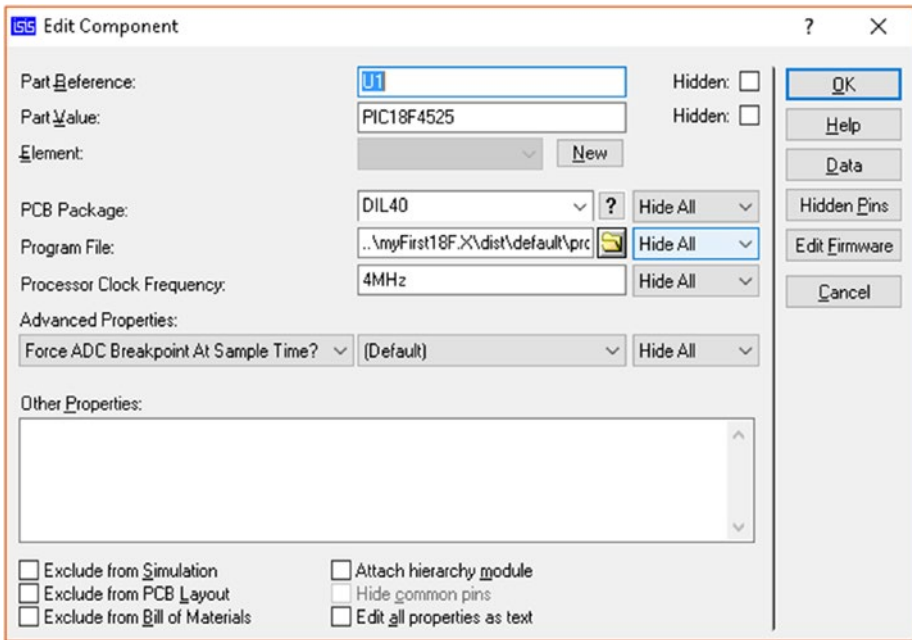 isis Edit Component ? X
Part Reference: U1 Hidden: OK
Part Value: PIC18F4525 Hidden: Help
Element: New Data
PCB Package: DIL40 ? Hide All Hidden Pins
Program File: ..\myFirst18F.X\dist\default\prc Hide All Edit Firmware
Processor Clock Frequency: 4MHz Hide All Cancel
Advanced Properties:
Force ADC Breakpoint At Sample Time? (Default) Hide All
Other Properties:
Exclude from Simulation Attach hierarchy module
Exclude from PCB Layout Hide common pins
Exclude from Bill of Materials Edit all properties as text